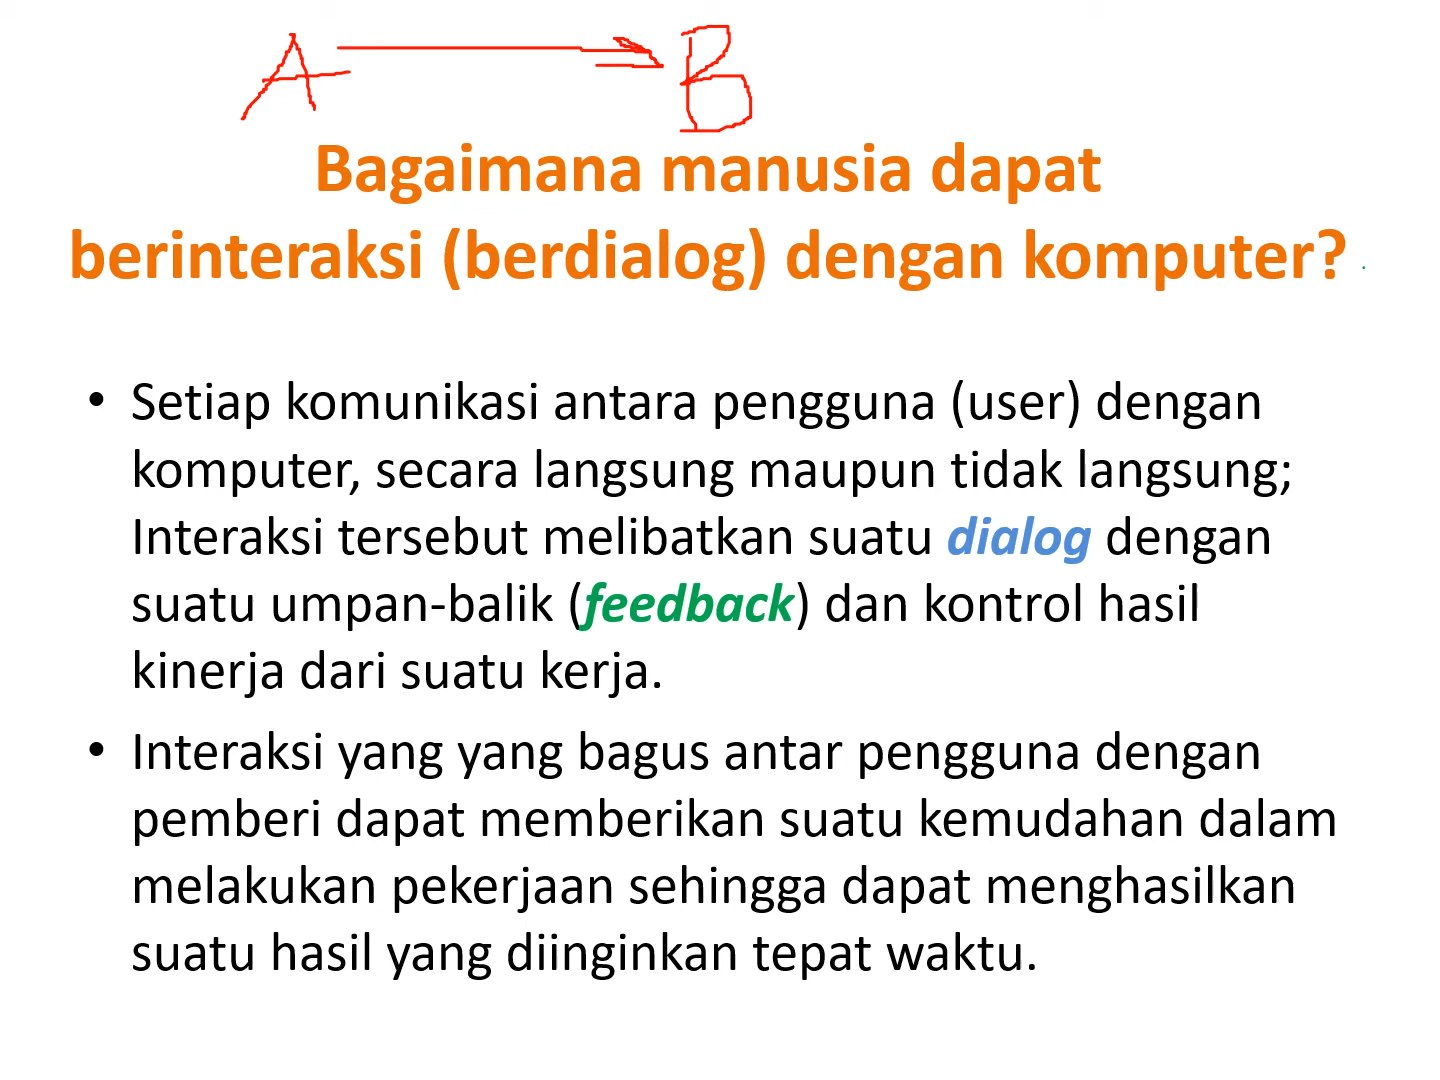 A B
Bagaimana manusia dapat
berinteraksi (berdialog) dengan komputer?
• Setiap komunikasi antara pengguna (user) dengan
komputer, secara langsung maupun tidak langsung;
Interaksi tersebut melibatkan suatu dialog dengan
suatu umpan-balik (feedback) dan kontrol hasil
kinerja dari suatu kerja.
• Interaksi yang yang bagus antar pengguna dengan
pemberi dapat memberikan suatu kemudahan dalam
melakukan pekerjaan sehingga dapat menghasilkan
suatu hasil yang diinginkan tepat waktu.